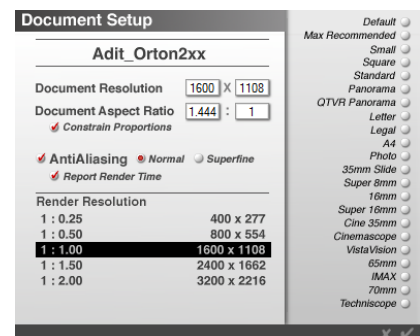 Document Setup
Adit_Orton2xx
Document Resolution 1600 X 1108
Document Aspect Ratio 1.444 : 1
Constrain Proportions
AntiAliasing Normal Superfine
Report Render Time
Render Resolution
1 : 0.25 400 x 277
1 : 0.50 800 x 554
1 : 1.00 1600 x 1108
1 : 1.50 2400 x 1662
1 : 2.00 3200 x 2216
Default
Max Recommended
Small
Square
Standard
Panorama
QTVR Panorama
Letter
Legal
A4
Photo
35mm Slide
Super 8mm
16mm
Super 16mm
Cine 35mm
Cinemascope
VistaVision
65mm
IMAX
70mm
Techniscope